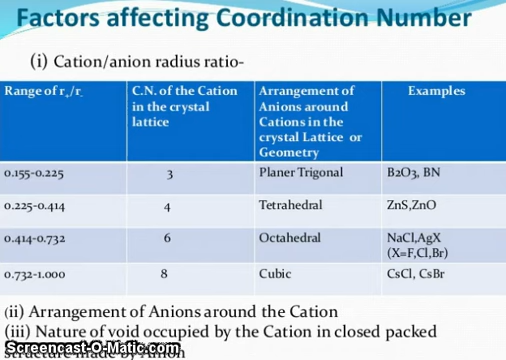 Factors affecting Coordination Number
(i) Cation/anion radius ratio-
Range of r+/r-
C.N. of the Cation
in the crystal
lattice
Arrangement of
Anions around
Cations in the
crystal Lattice or
Geometry
Examples
0.155-0.225
3
Planer Trigonal
B2O3, BN
0.225-0.414
4
Tetrahedral
ZnS,ZnO
0.414-0.732
6
Octahedral
NaCl,AgX
(X=F,Cl,Br)
0.732-1.000
8
Cubic
CsCl, CsBr
(ii) Arrangement of Anions around the Cation
(iii) Nature of void occupied by the Cation in closed packed
structure made by Anion
Screencast-O-Matic.com